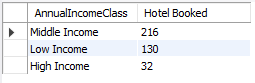 AnnualIncomeClass Hotel Booked
Middle Income 216
Low Income 130
High Income 32